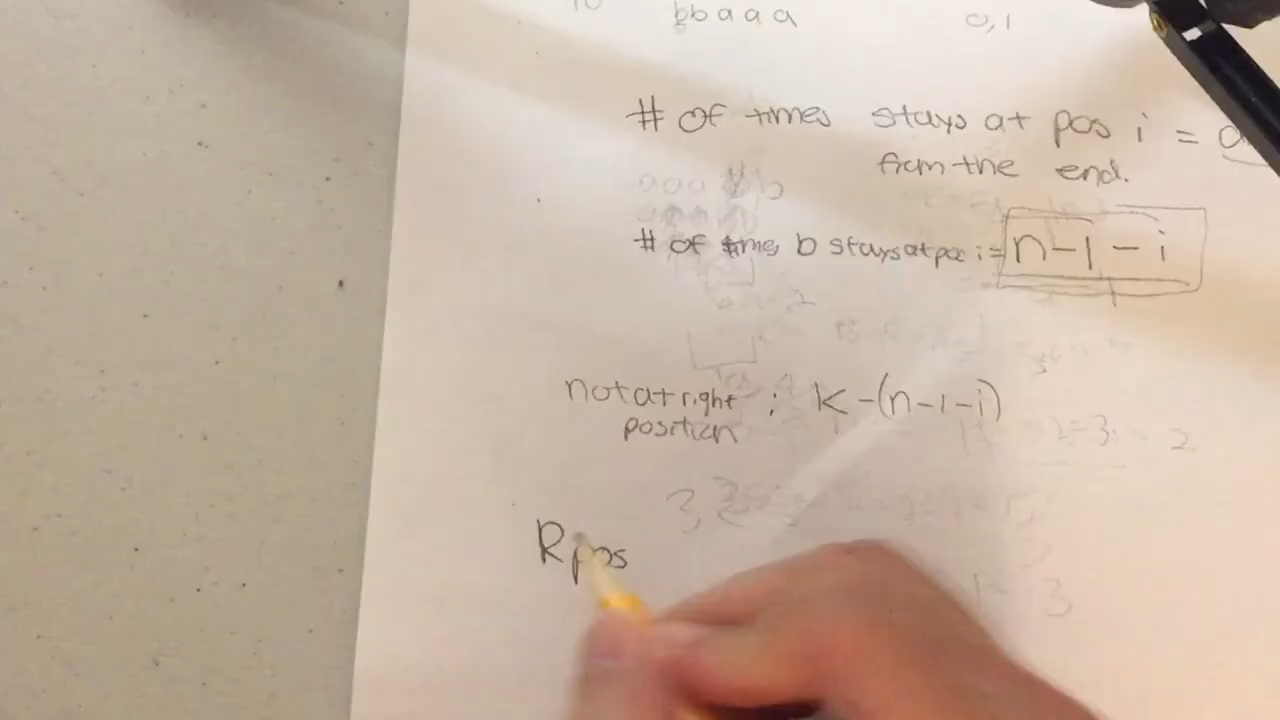 10 bbaaa 0,1
# of times stays at pos i =
from the end.
# of times b stays at pos i = n-1-i
not at right : K-(n-1-i)
position
Rpos